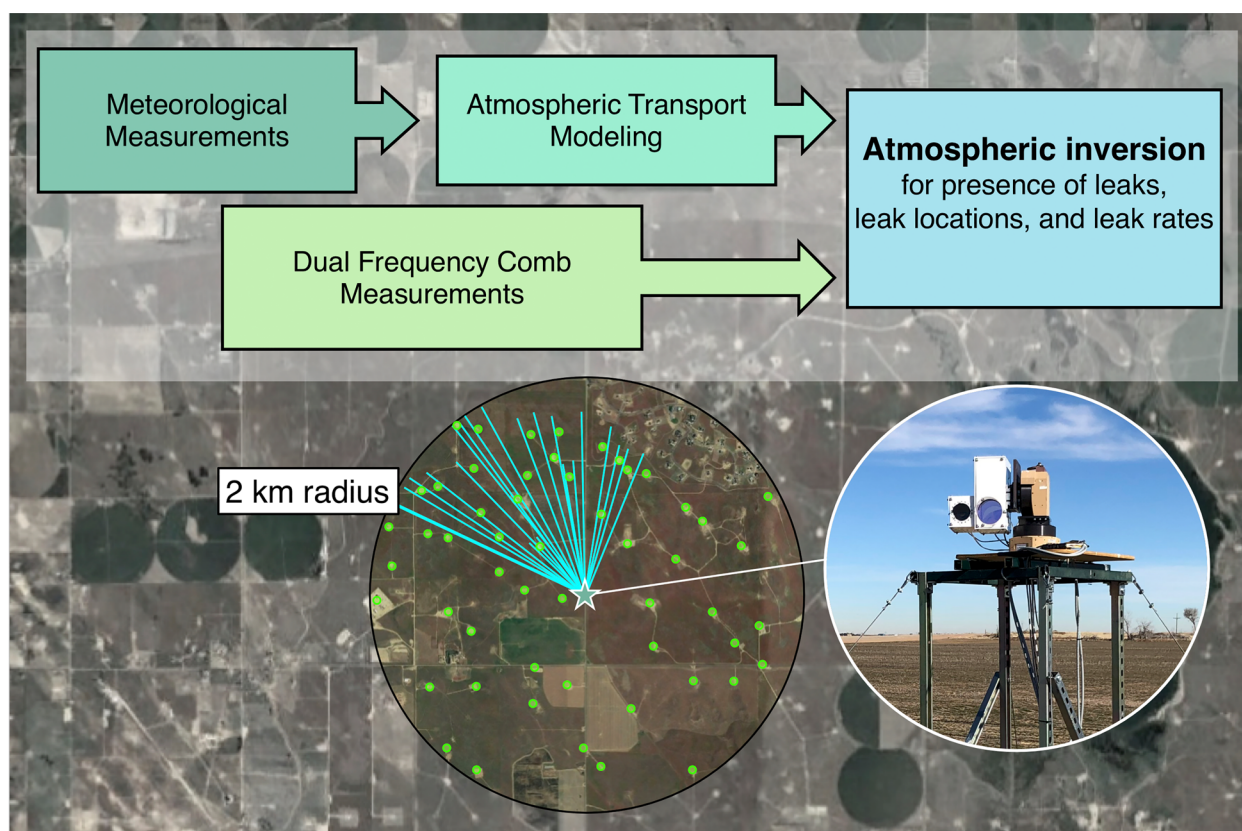 Meteorological
Measurements
Atmospheric Transport
Modeling
Atmospheric inversion
for presence of leaks,
leak locations, and leak rates
Dual Frequency Comb
Measurements
2 km radius